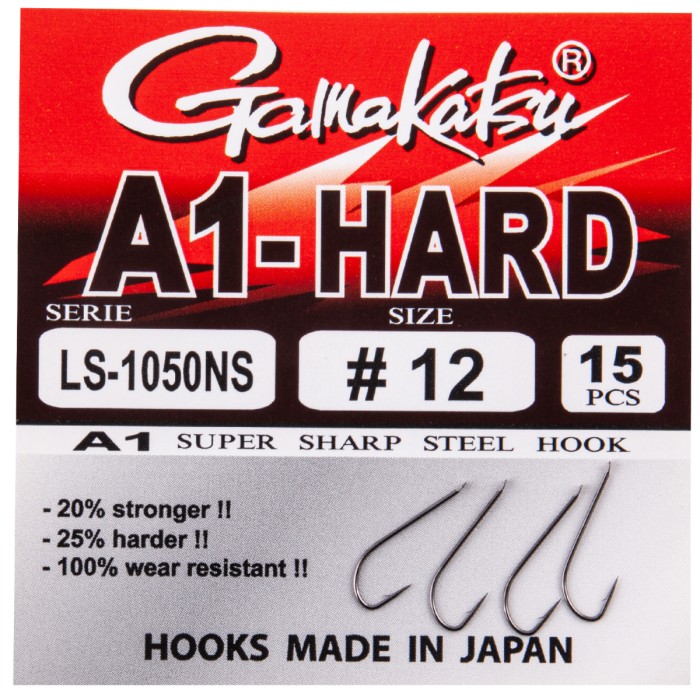 Gamakatsu®
A1-HARD
SERIE SIZE
LS-1050NS # 12 15
PCS
A1 SUPER SHARP STEEL HOOK
- 20% stronger !!
- 25% harder !!
- 100% wear resistant !!
HOOKS MADE IN JAPAN